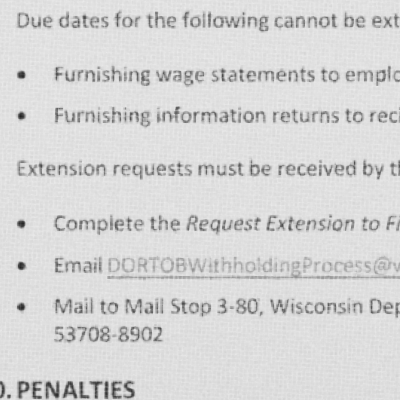 Due dates for the following cannot be ext
• Furnishing wage statements to emplo
• Furnishing information returns to reci
Extension requests must be received by th
• Complete the Request Extension to Fi
• Email DORTOBWithholdingProcess@w
• Mail to Mail Stop 3-80, Wisconsin Dep
53708-8902
0. PENALTIES